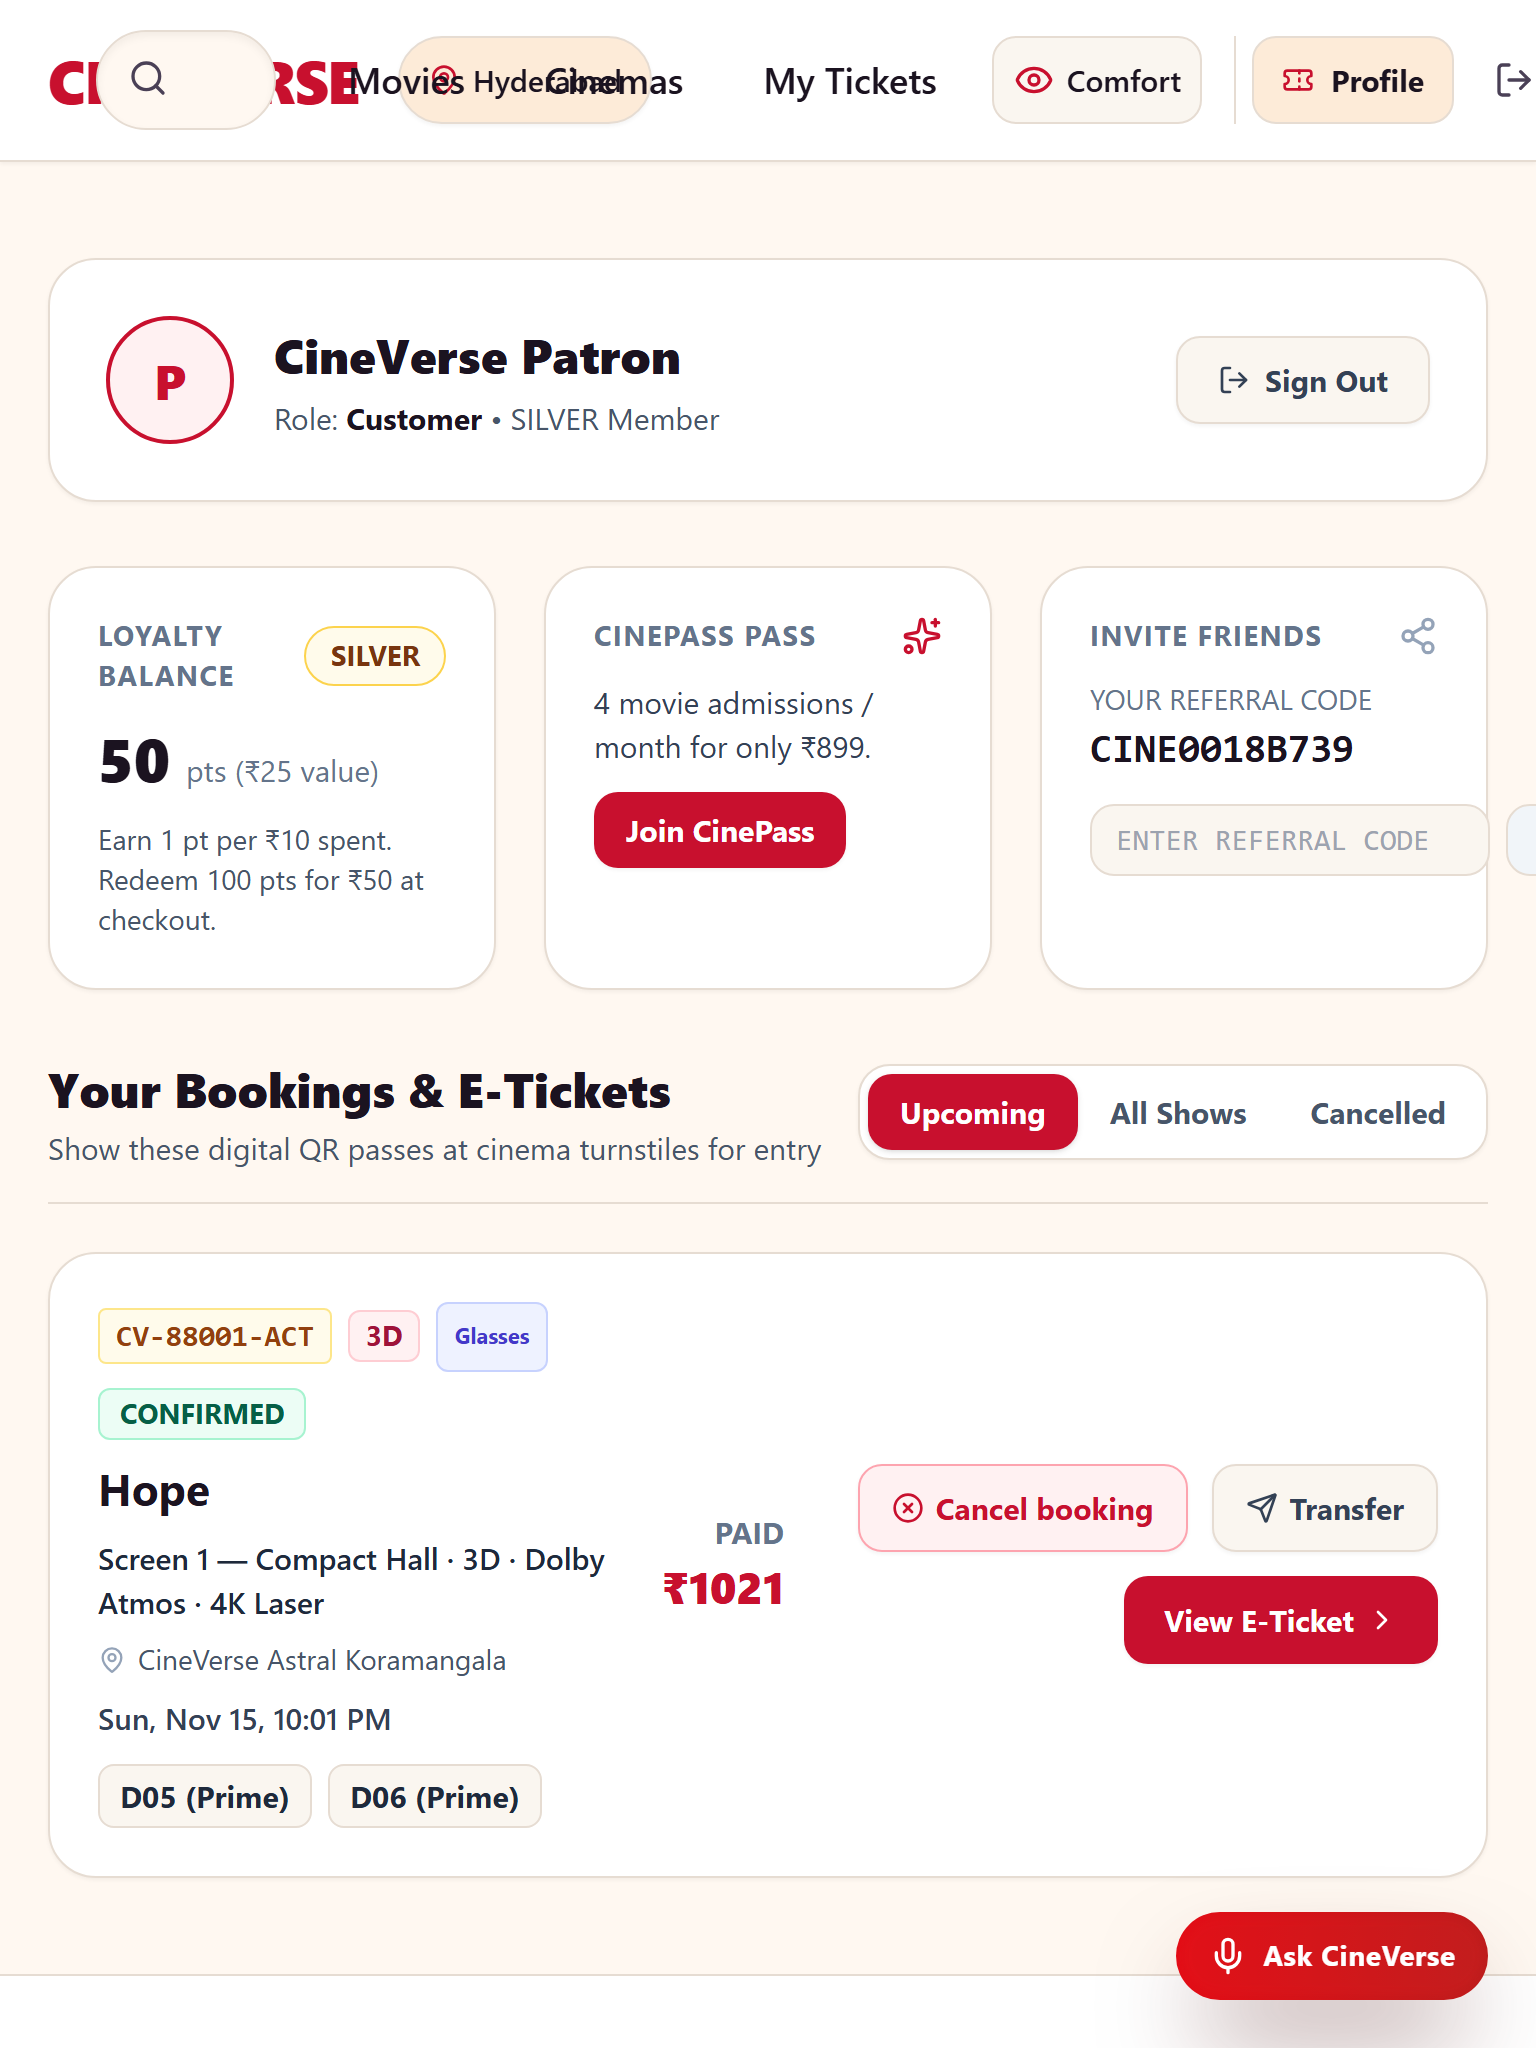 Movies
Cinemas
My Tickets
Comfort
Profile
P
CineVerse Patron
Role: Customer • SILVER Member
Sign Out
LOYALTY
BALANCE
SILVER
50 pts (₹25 value)
Earn 1 pt per ₹10 spent.
Redeem 100 pts for ₹50 at
checkout.
CINEPASS PASS
4 movie admissions /
month for only ₹899.
Join CinePass
INVITE FRIENDS
YOUR REFERRAL CODE
CINE0018B739
ENTER REFERRAL CODE
Your Bookings & E-Tickets
Show these digital QR passes at cinema turnstiles for entry
Upcoming
All Shows
Cancelled
CV-88001-ACT
3D
Glasses
CONFIRMED
Hope
Screen 1 — Compact Hall · 3D · Dolby
Atmos · 4K Laser
CineVerse Astral Koramangala
Sun, Nov 15, 10:01 PM
D05 (Prime)
D06 (Prime)
PAID
₹1021
Cancel booking
Transfer
View E-Ticket
Ask CineVerse